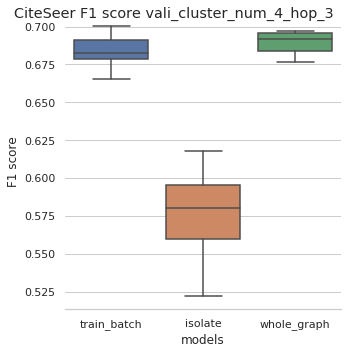 CiteSeer F1 score vali_cluster_num_4_hop_3
0.700
0.675
0.650
0.625
0.600
0.575
0.550
0.525
F1 score
train_batch isolate whole_graph
models